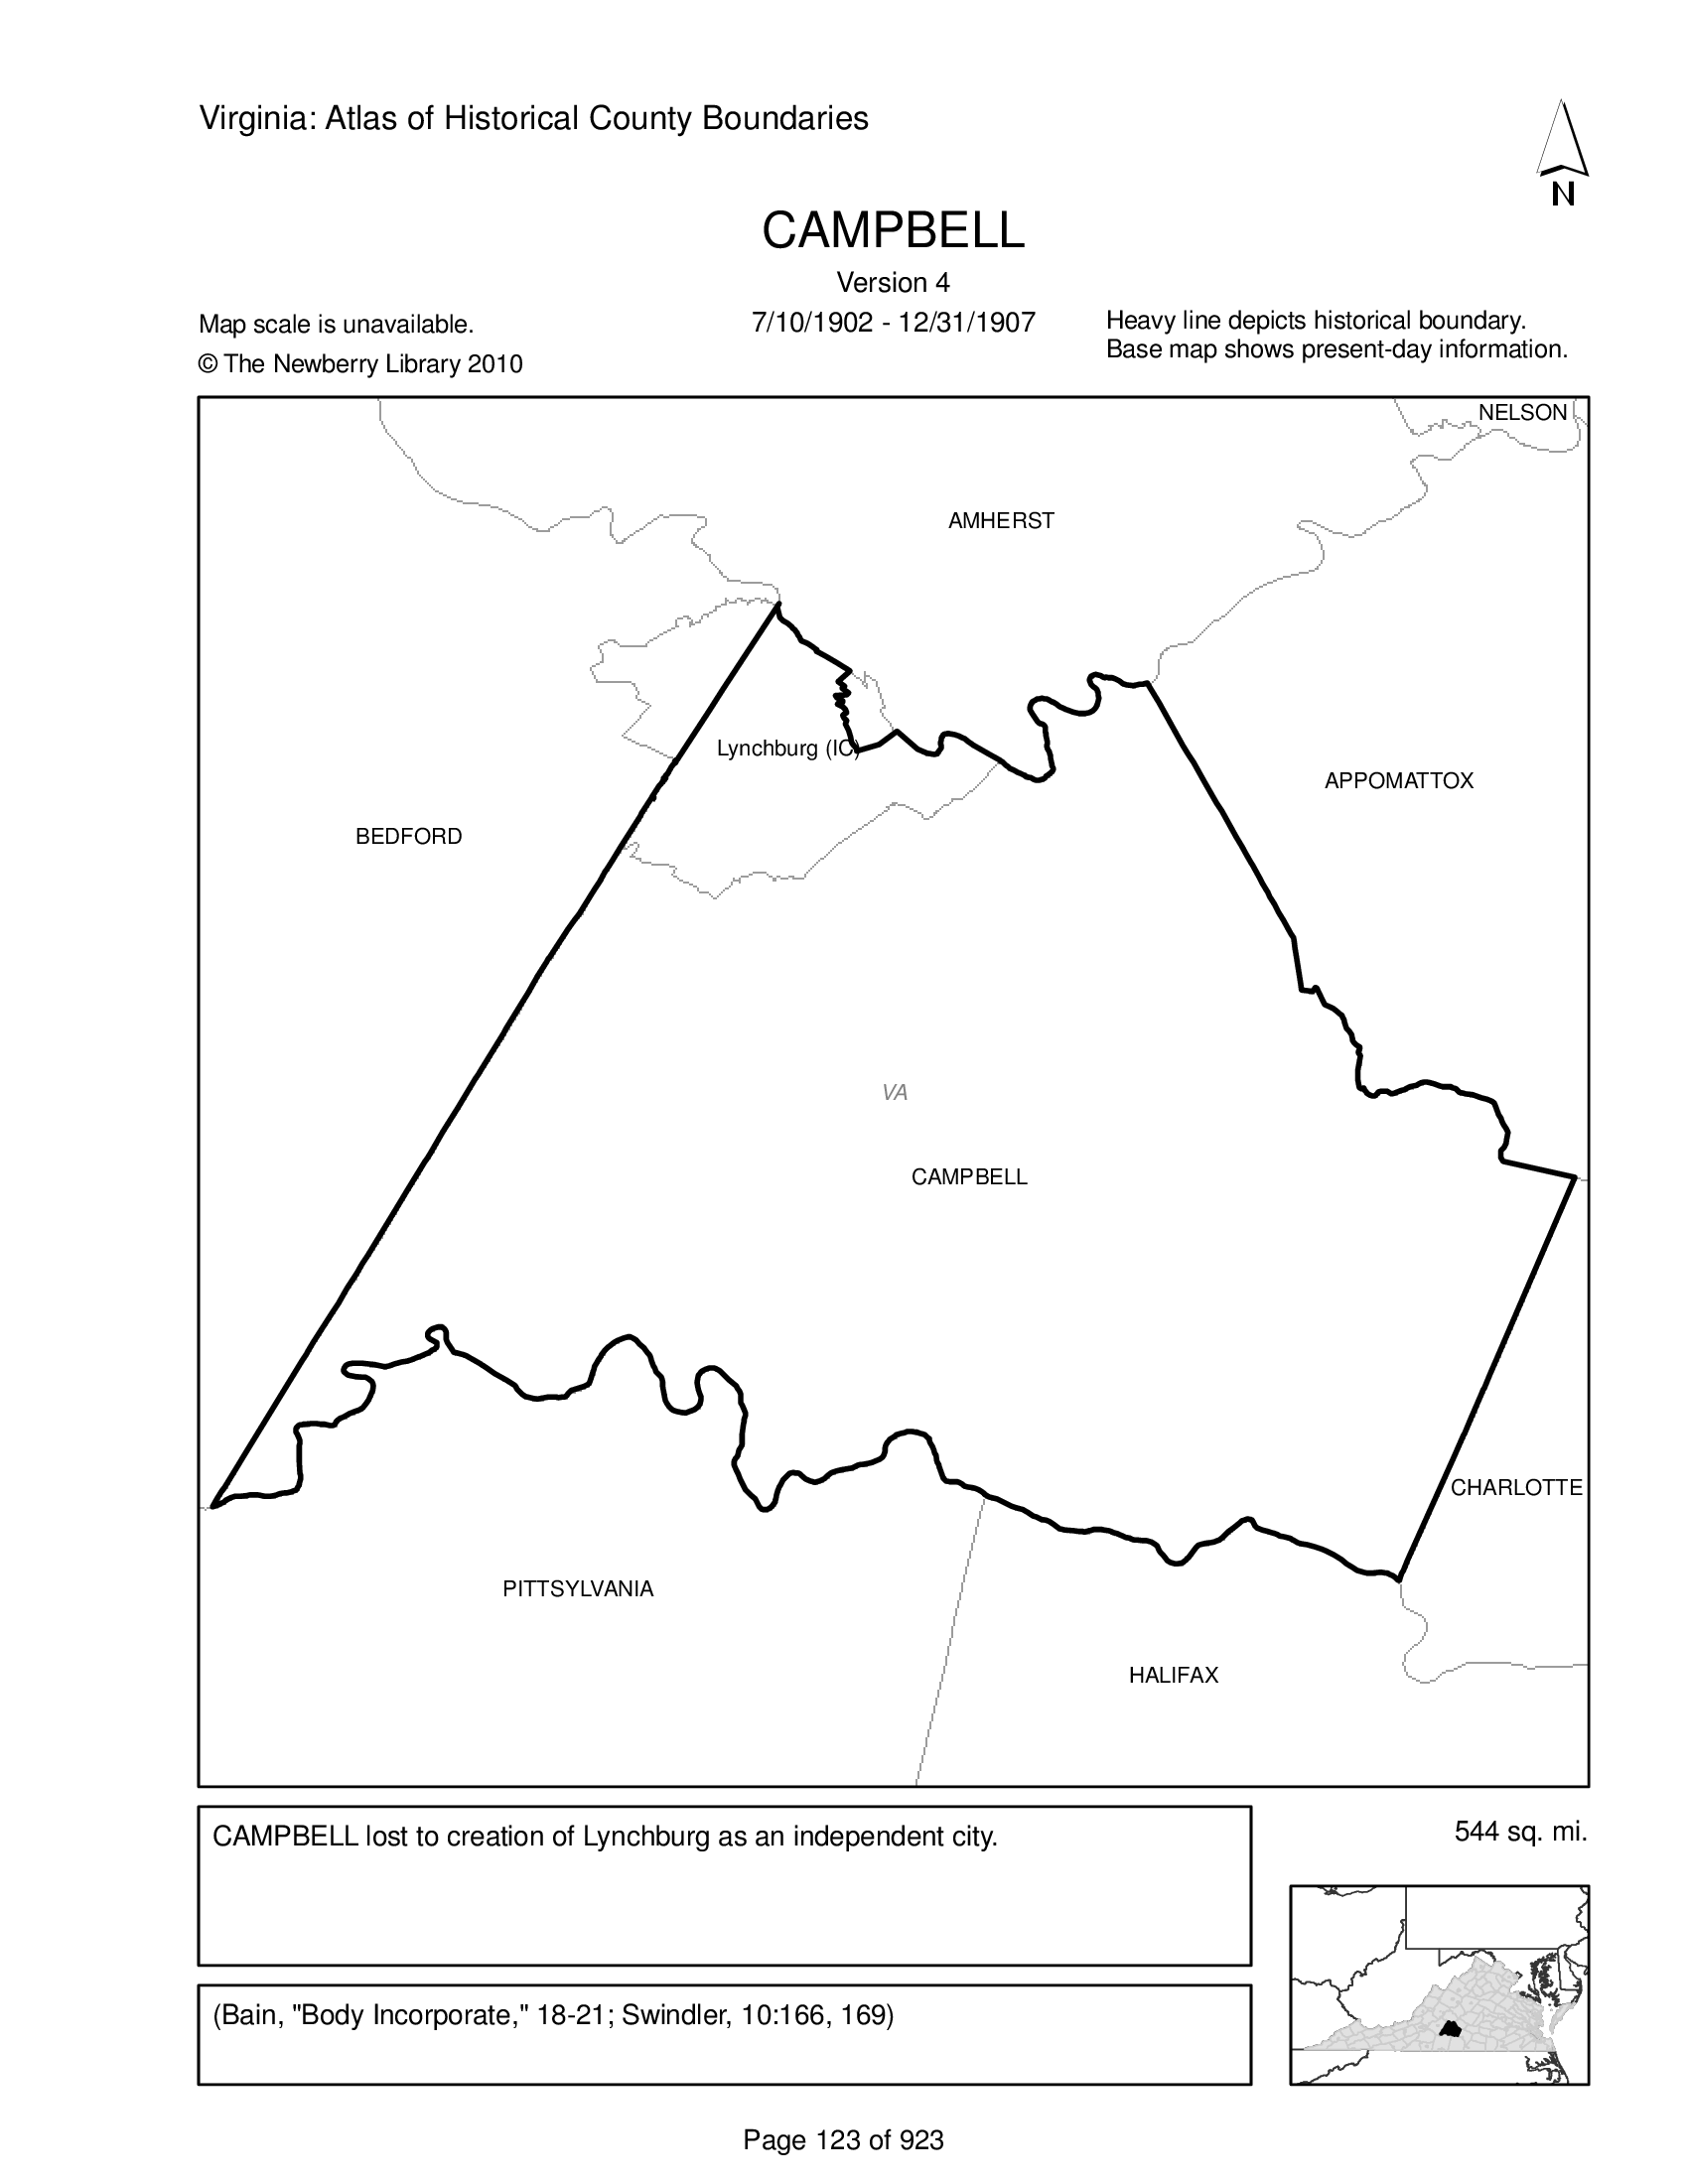 Virginia: Atlas of Historical County Boundaries
N
CAMPBELL
Version 4
7/10/1902 - 12/31/1907
Map scale is unavailable.
© The Newberry Library 2010
Heavy line depicts historical boundary.
Base map shows present-day information.
NELSON
AMHERST
Lynchburg (IC)
APPOMATTOX
BEDFORD
VA
CAMPBELL
CHARLOTTE
PITTSYLVANIA
HALIFAX
CAMPBELL lost to creation of Lynchburg as an independent city.
544 sq. mi.
(Bain, "Body Incorporate," 18-21; Swindler, 10:166, 169)
Page 123 of 923